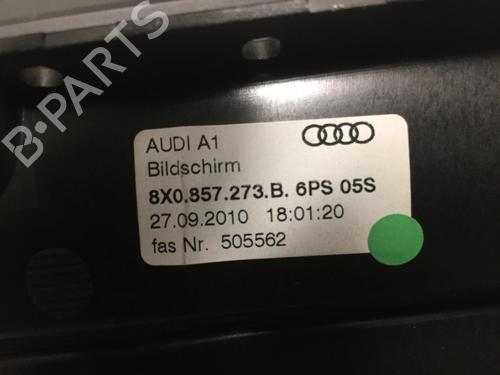 B-PARTS
AUDI A1
Bildschirm
8X0.857.273.B. 6PS 05S
27.09.2010 18:01:20
fas Nr. 505562